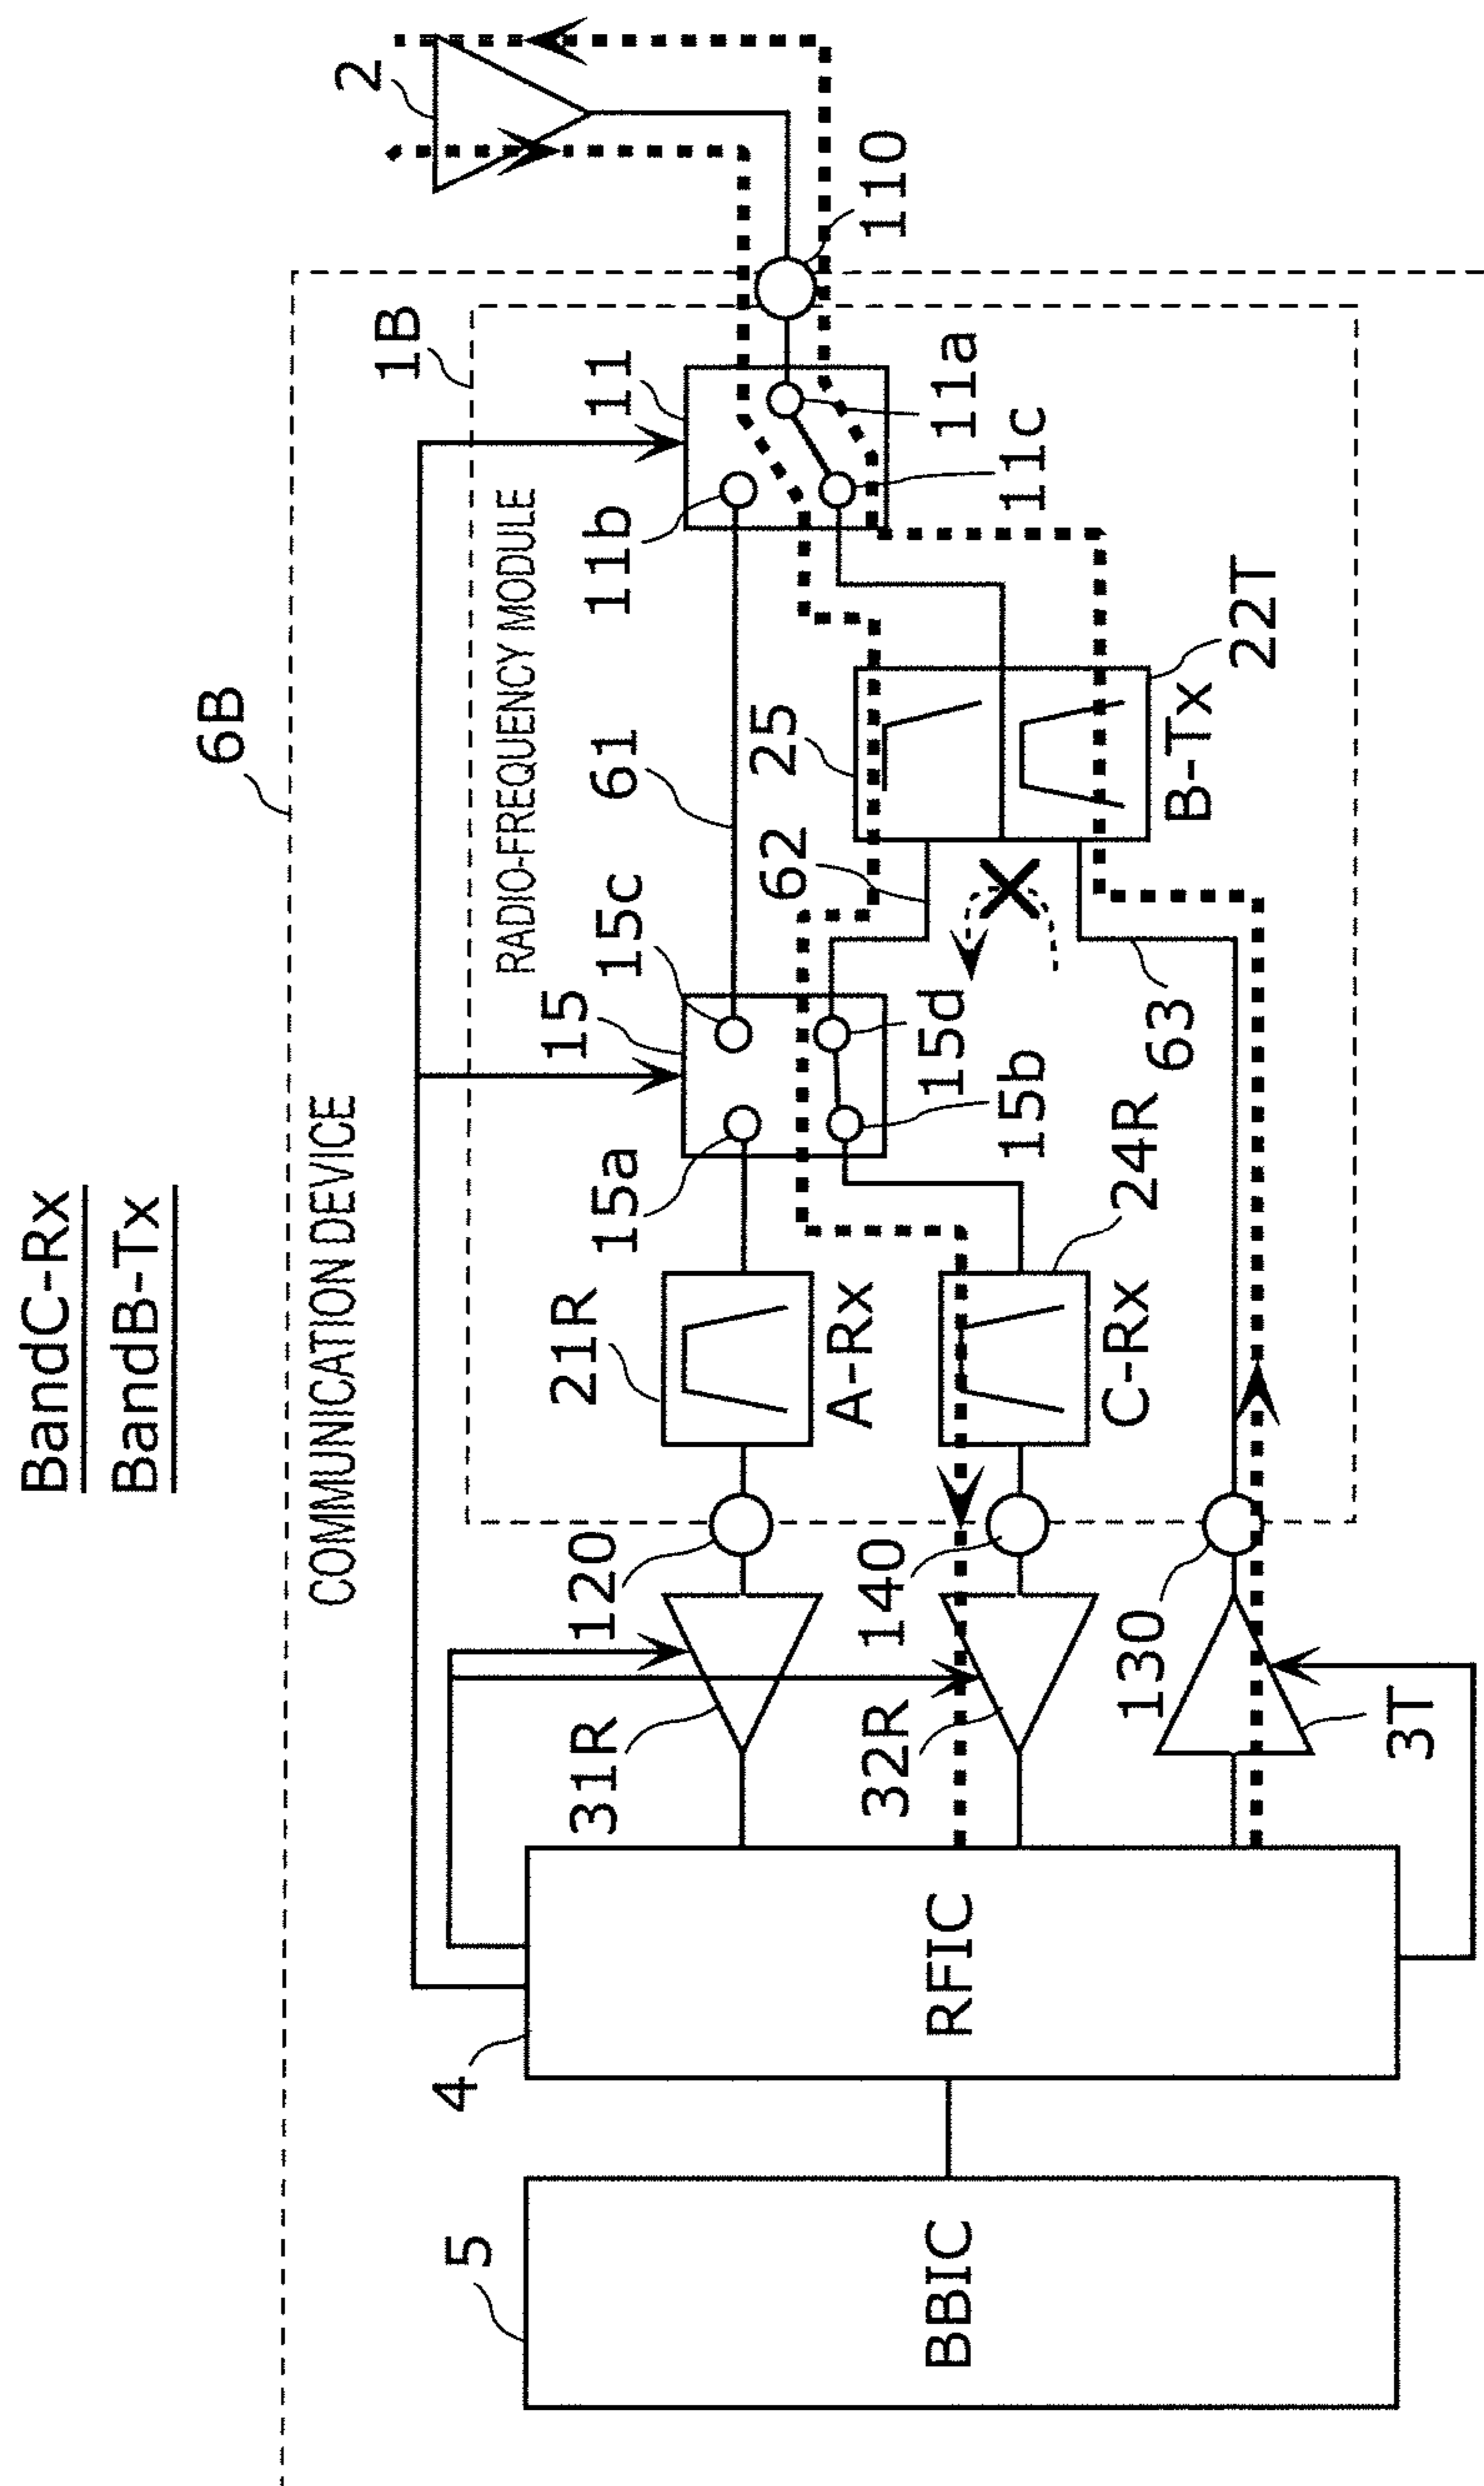 BandC-Rx
BandB-Tx
6B
COMMUNICATION DEVICE
1B
RADIO-FREQUENCY MODULE
2
110
11
11a
11b
11c
61
62
63
25
22T
B-Tx
15
15a
15b
15c
15d
21R
A-Rx
24R
C-Rx
120
140
130
31R
32R
3T
4
RFIC
5
BBIC